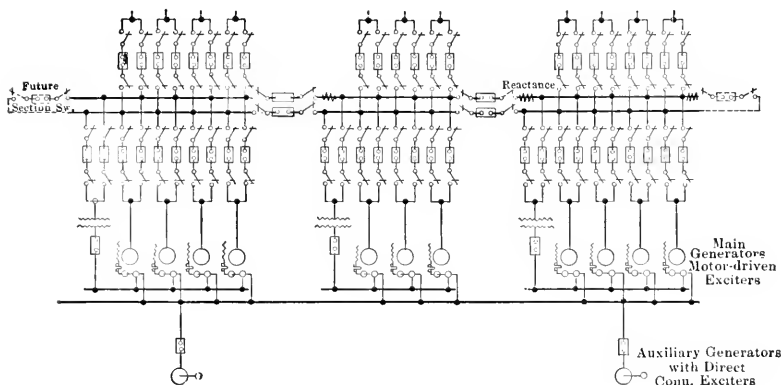 Future
Section Sw.
Reactance
Main
Generators
Motor-driven
Exciters
Auxiliary Generators
with Direct
Conn. Exciters